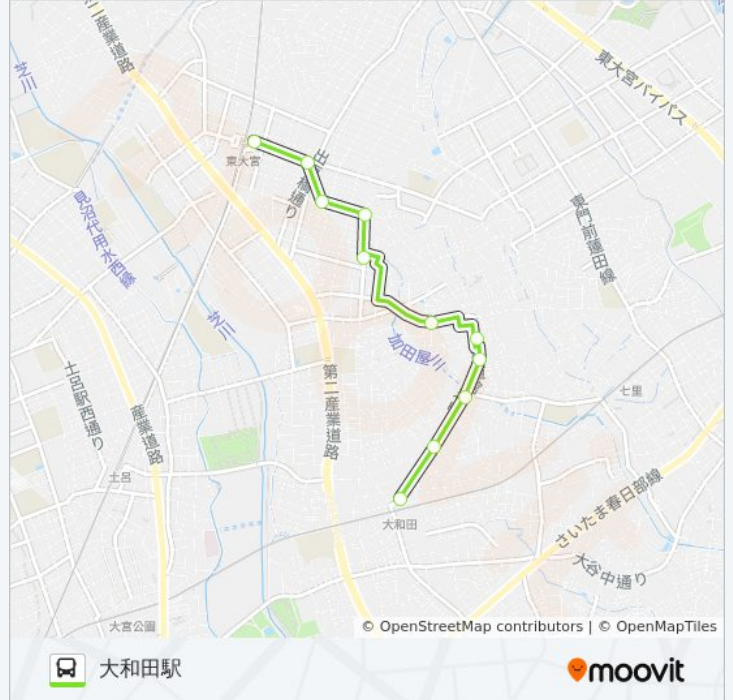 第二産業道路
芝川
東大宮バイパス
東大宮
見沼代用水西縁
東門前蓮田線
芝川
土呂駅西通り
産業道路
第二産業道路
七里
土呂
さいたま春日部線
大和田
大谷中通り
大宮公園
© OpenStreetMap contributors | © OpenMapTiles
大和田駅
moovit